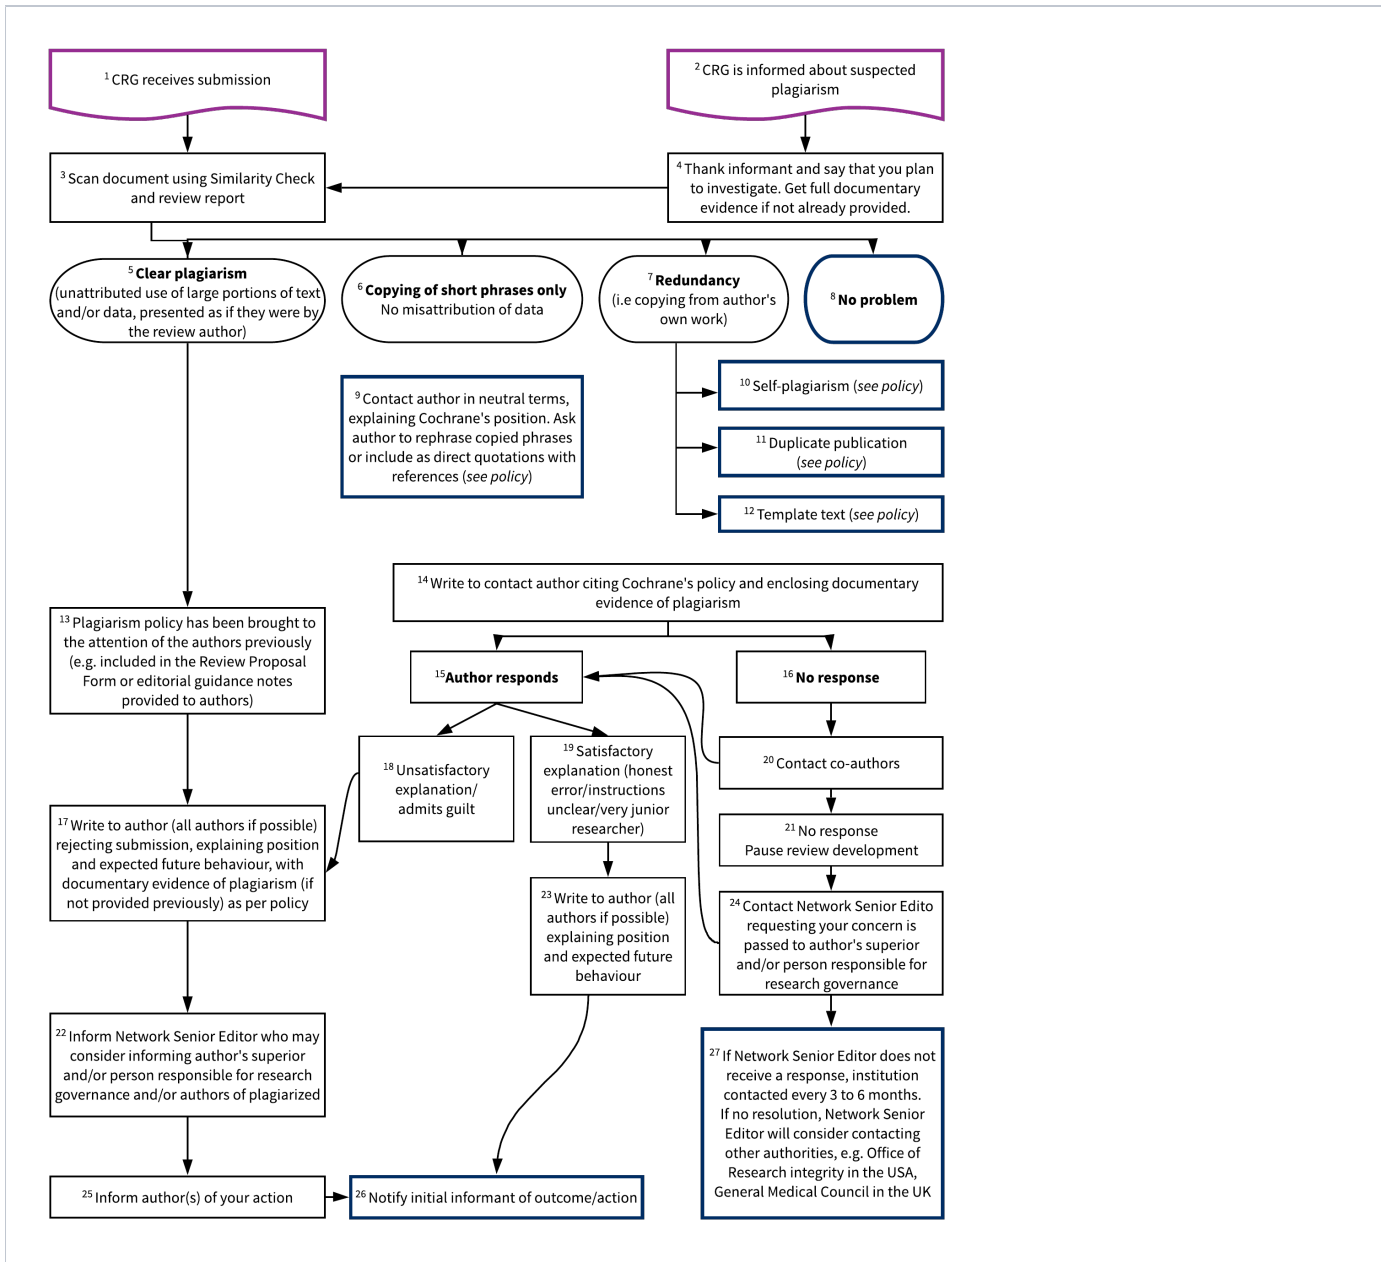 1 CRG receives submission
2 CRG is informed about suspected
plagiarism
3 Scan document using Similarity Check
and review report
4 Thank informant and say that you plan
to investigate. Get full documentary
evidence if not already provided.
5 Clear plagiarism
(unattributed use of large portions of text
and/or data, presented as if they were by
the review author)
6 Copying of short phrases only
No misattribution of data
7 Redundancy
(i.e copying from author's
own work)
8 No problem
9 Contact author in neutral terms,
explaining Cochrane's position. Ask
author to rephrase copied phrases
or include as direct quotations with
references (see policy)
10 Self-plagiarism (see policy)
11 Duplicate publication
(see policy)
12 Template text (see policy)
13 Plagiarism policy has been brought to
the attention of the authors previously
(e.g. included in the Review Proposal
Form or editorial guidance notes
provided to authors)
14 Write to contact author citing Cochrane's policy and enclosing documentary
evidence of plagiarism
15 Author responds
16 No response
17 Write to author (all authors if possible)
rejecting submission, explaining position
and expected future behaviour, with
documentary evidence of plagiarism (if
not provided previously) as per policy
18 Unsatisfactory
explanation/
admits guilt
19 Satisfactory
explanation (honest
error/instructions
unclear/very junior
researcher)
20 Contact co-authors
21 No response
Pause review development
22 Inform Network Senior Editor who may
consider informing author's superior
and/or person responsible for research
governance and/or authors of plagiarized
23 Write to author (all
authors if possible)
explaining position
and expected future
behaviour
24 Contact Network Senior Edito
requesting your concern is
passed to author's superior
and/or person responsible for
research governance
25 Inform author(s) of your action
26 Notify initial informant of outcome/action
27 If Network Senior Editor does not
receive a response, institution
contacted every 3 to 6 months.
If no resolution, Network Senior
Editor will consider contacting
other authorities, e.g. Office of
Research integrity in the USA,
General Medical Council in the UK